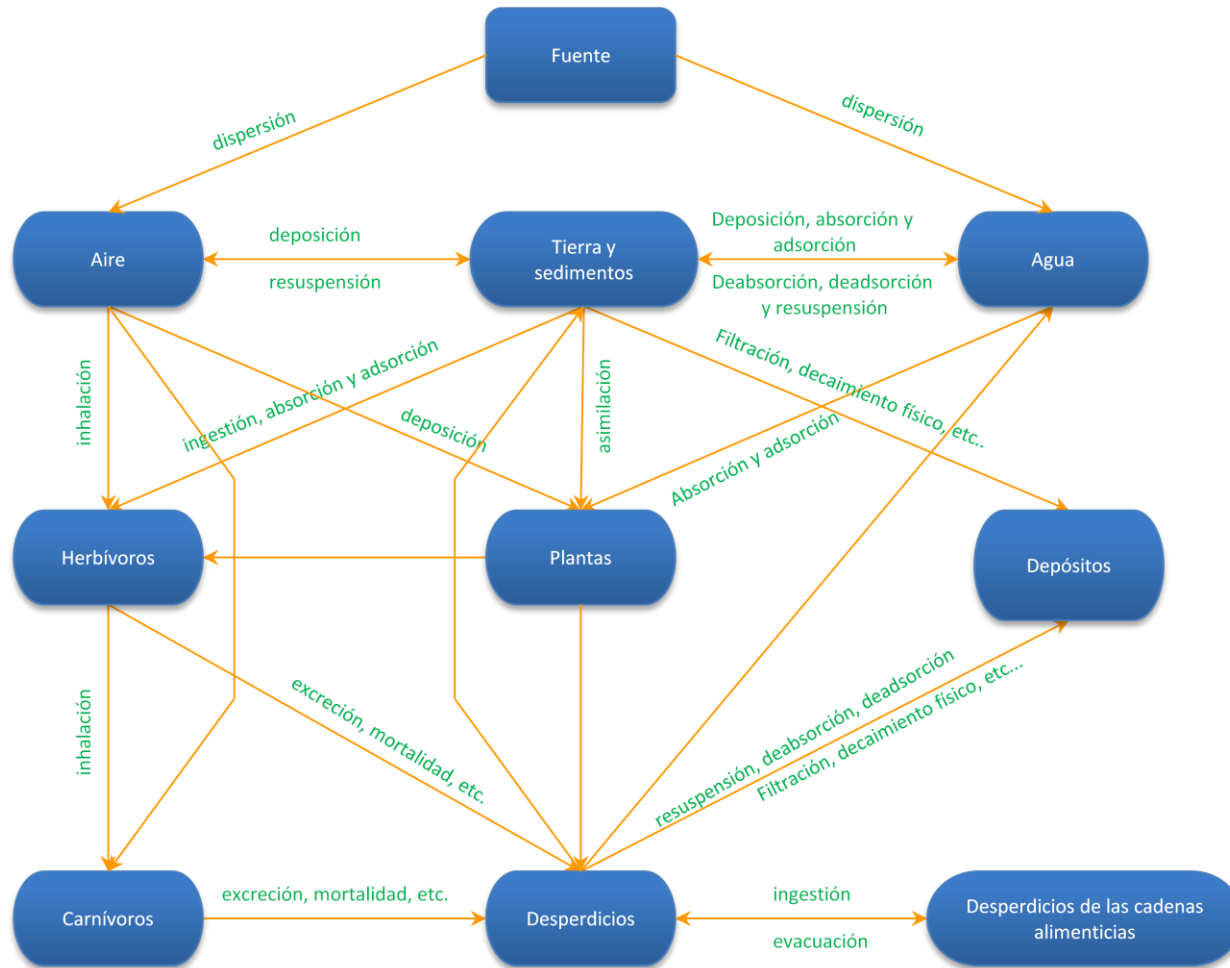 Fuente
dispersión
dispersión
Aire
deposición
resuspensión
Tierra y
sedimentos
Deposición, absorción y
adsorción
Deabsorción, deadsorción
y resuspensión
Agua
inhalación
ingestión, absorción y adsorción
deposición
asimilación
Filtración, decaimiento físico, etc..
Absorción y adsorción
Herbívoros
Plantas
Depósitos
inhalación
excreción, mortalidad, etc.
resuspensión, deabsorción, deadsorción
Filtración, decaimiento físico, etc...
Carnívoros
excreción, mortalidad, etc.
Desperdicios
ingestión
evacuación
Desperdicios de las cadenas
alimenticias